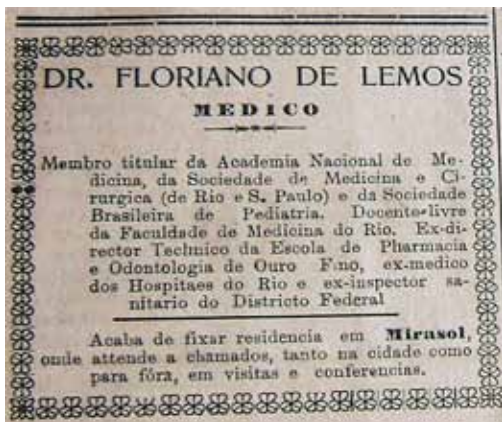 DR. FLORIANO DE LEMOS
MEDICO
Membro titular da Academia Nacional de Me-
dicina, da Sociedade de Medicina e Ci-
rurgica (de Rio e S. Paulo) e da Sociedade
Brasileira de Pediatria. Docente-livre
da Faculdade de Medicina do Rio. Ex-di-
rector Technico da Escola de Pharmacia
e Odontologia de Ouro Fino, ex-medico
dos Hospitaes do Rio e ex-inspector sa-
nitario do Districto Federal
Acaba de fixar residencia em Mirasol,
onde attende a chamados, tanto na cidade como
para fóra, em visitas e conferencias.